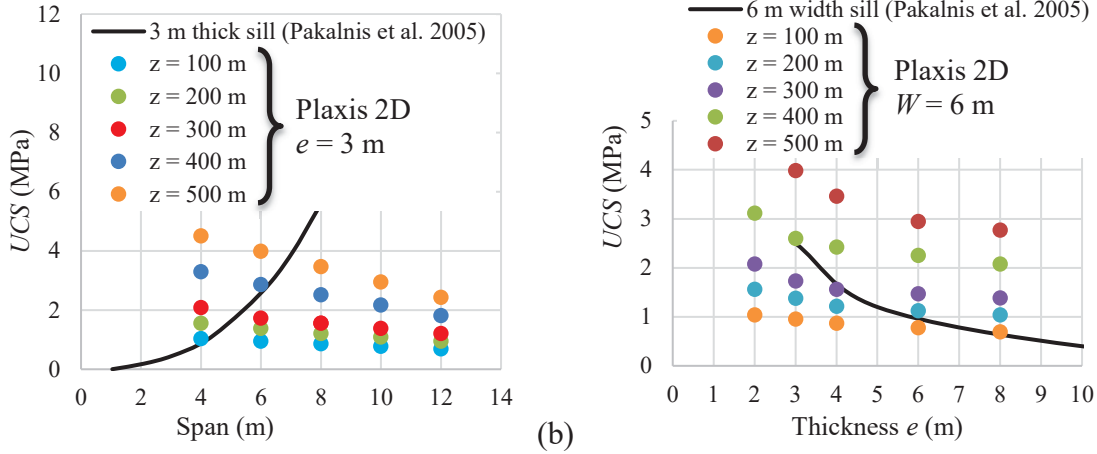 3 m thick sill (Pakalnis et al. 2005)
z = 100 m
z = 200 m
z = 300 m
z = 400 m
z = 500 m
Plaxis 2D
e = 3 m
UCS (MPa)
12
10
8
6
4
2
0
0 2 4 6 8 10 12 14
Span (m)
(b)
6 m width sill (Pakalnis et al. 2005)
z = 100 m
z = 200 m
z = 300 m
z = 400 m
z = 500 m
Plaxis 2D
W = 6 m
UCS (MPa)
5
4
3
2
1
0
0 1 2 3 4 5 6 7 8 9 10
Thickness e (m)